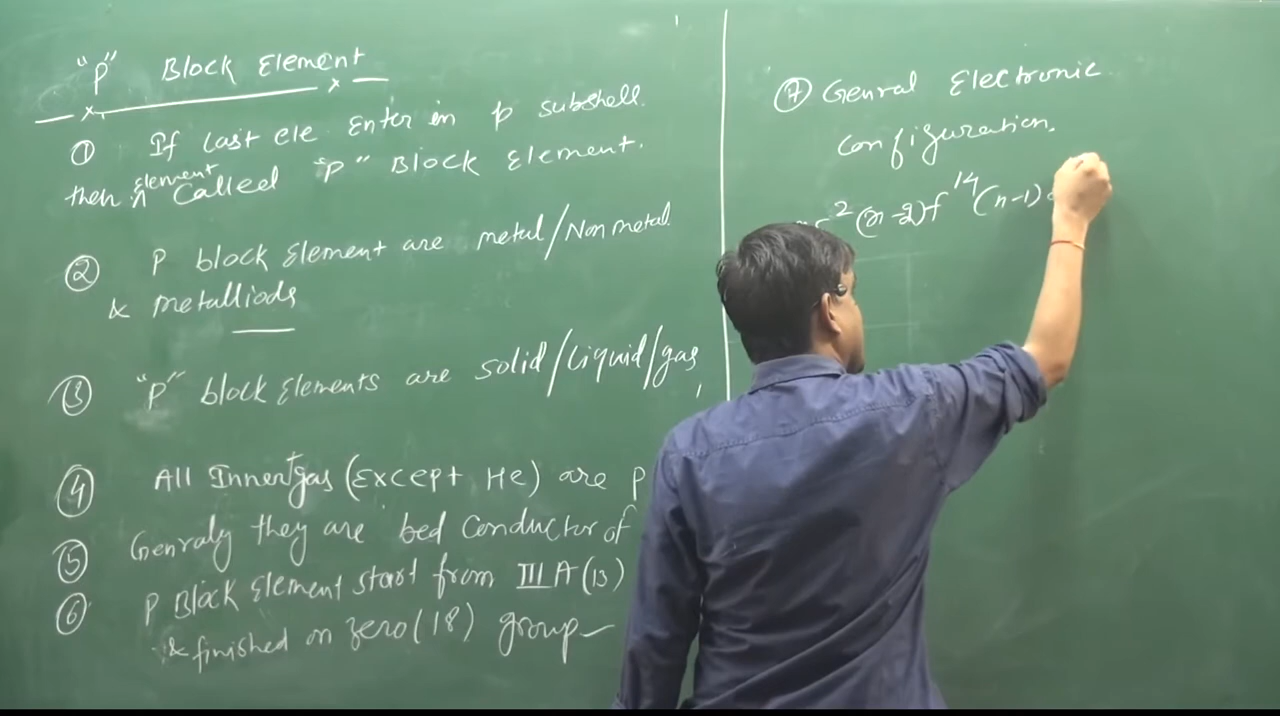 "P" Block Element
① If Last ele Enter in p subshell.
then element Called "P" Block Element.
② P block Element are metal/Non metal
& metalliods
③ "P" block Elements are solid/Liquid/gas
④ All Innertgas (Except He) are P
⑤ Genraly they are bed conductor of
⑥ P Block Element start from III A (13)
& finished on zero (18) group
⑦ Genral Electronic
configuration.
2 (n-2)f14 (n-1)